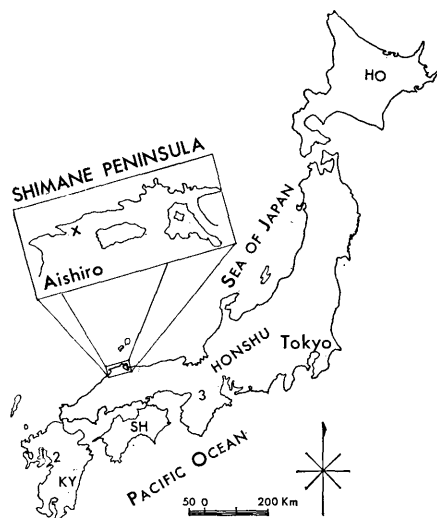 HO
SHIMANE PENINSULA
x
Aishiro
SEA OF JAPAN
HONSHU
Tokyo
3
SH
2
KY
PACIFIC OCEAN
50 0 200 Km